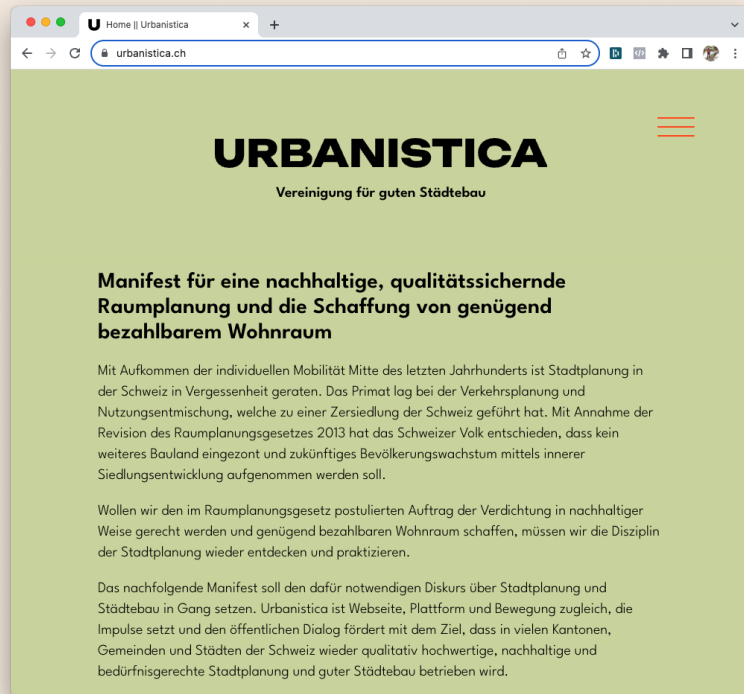 U Home || Urbanistica
urbanistica.ch
URBANISTICA
Vereinigung für guten Städtebau
Manifest für eine nachhaltige, qualitätssichernde
Raumplanung und die Schaffung von genügend
bezahlbarem Wohnraum
Mit Aufkommen der individuellen Mobilität Mitte des letzten Jahrhunderts ist Stadtplanung in
der Schweiz in Vergessenheit geraten. Das Primat lag bei der Verkehrsplanung und
Nutzungsentmischung, welche zu einer Zersiedlung der Schweiz geführt hat. Mit Annahme der
Revision des Raumplanungsgesetzes 2013 hat das Schweizer Volk entschieden, dass kein
weiteres Bauland eingezont und zukünftiges Bevölkerungswachstum mittels innerer
Siedlungsentwicklung aufgenommen werden soll.
Wollen wir den im Raumplanungsgesetz postulierten Auftrag der Verdichtung in nachhaltiger
Weise gerecht werden und genügend bezahlbaren Wohnraum schaffen, müssen wir die Disziplin
der Stadtplanung wieder entdecken und praktizieren.
Das nachfolgende Manifest soll den dafür notwendigen Diskurs über Stadtplanung und
Städtebau in Gang setzen. Urbanistica ist Webseite, Plattform und Bewegung zugleich, die
Impulse setzt und den öffentlichen Dialog fördert mit dem Ziel, dass in vielen Kantonen,
Gemeinden und Städten der Schweiz wieder qualitativ hochwertige, nachhaltige und
bedürfnisgerechte Stadtplanung und guter Städtebau betrieben wird.